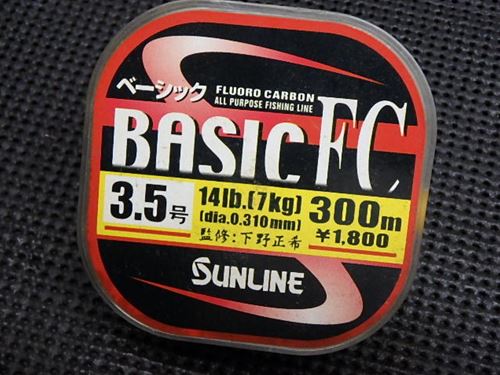 ベーシック
FLUORO CARBON
ALL PURPOSE FISHING LINE
BASIC FC
3.5号
14lb.(7kg)
(dia.0.310mm)
監修:下野正希
300m
¥1,800
SUNLINE